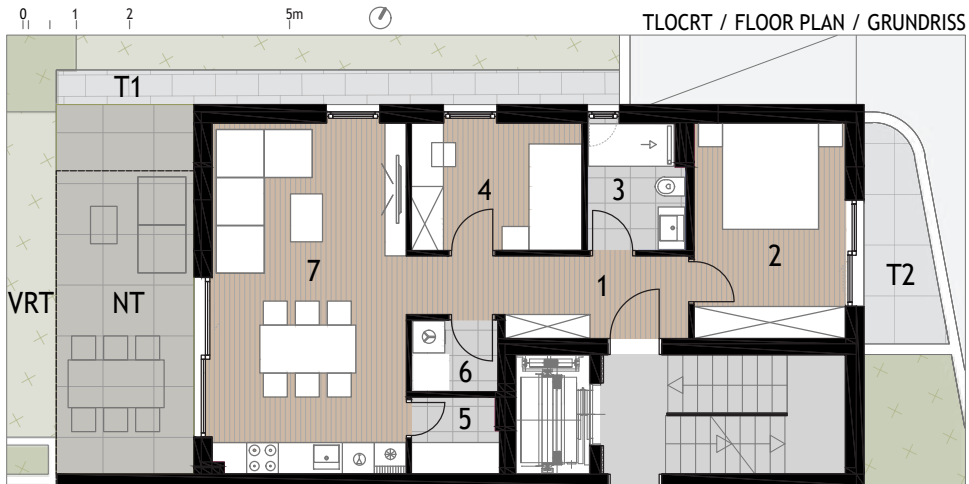 0 1 2 5m
TLOCRT / FLOOR PLAN / GRUNDRISS
T1
4
3
2
7
1
T2
VRT
NT
6
5